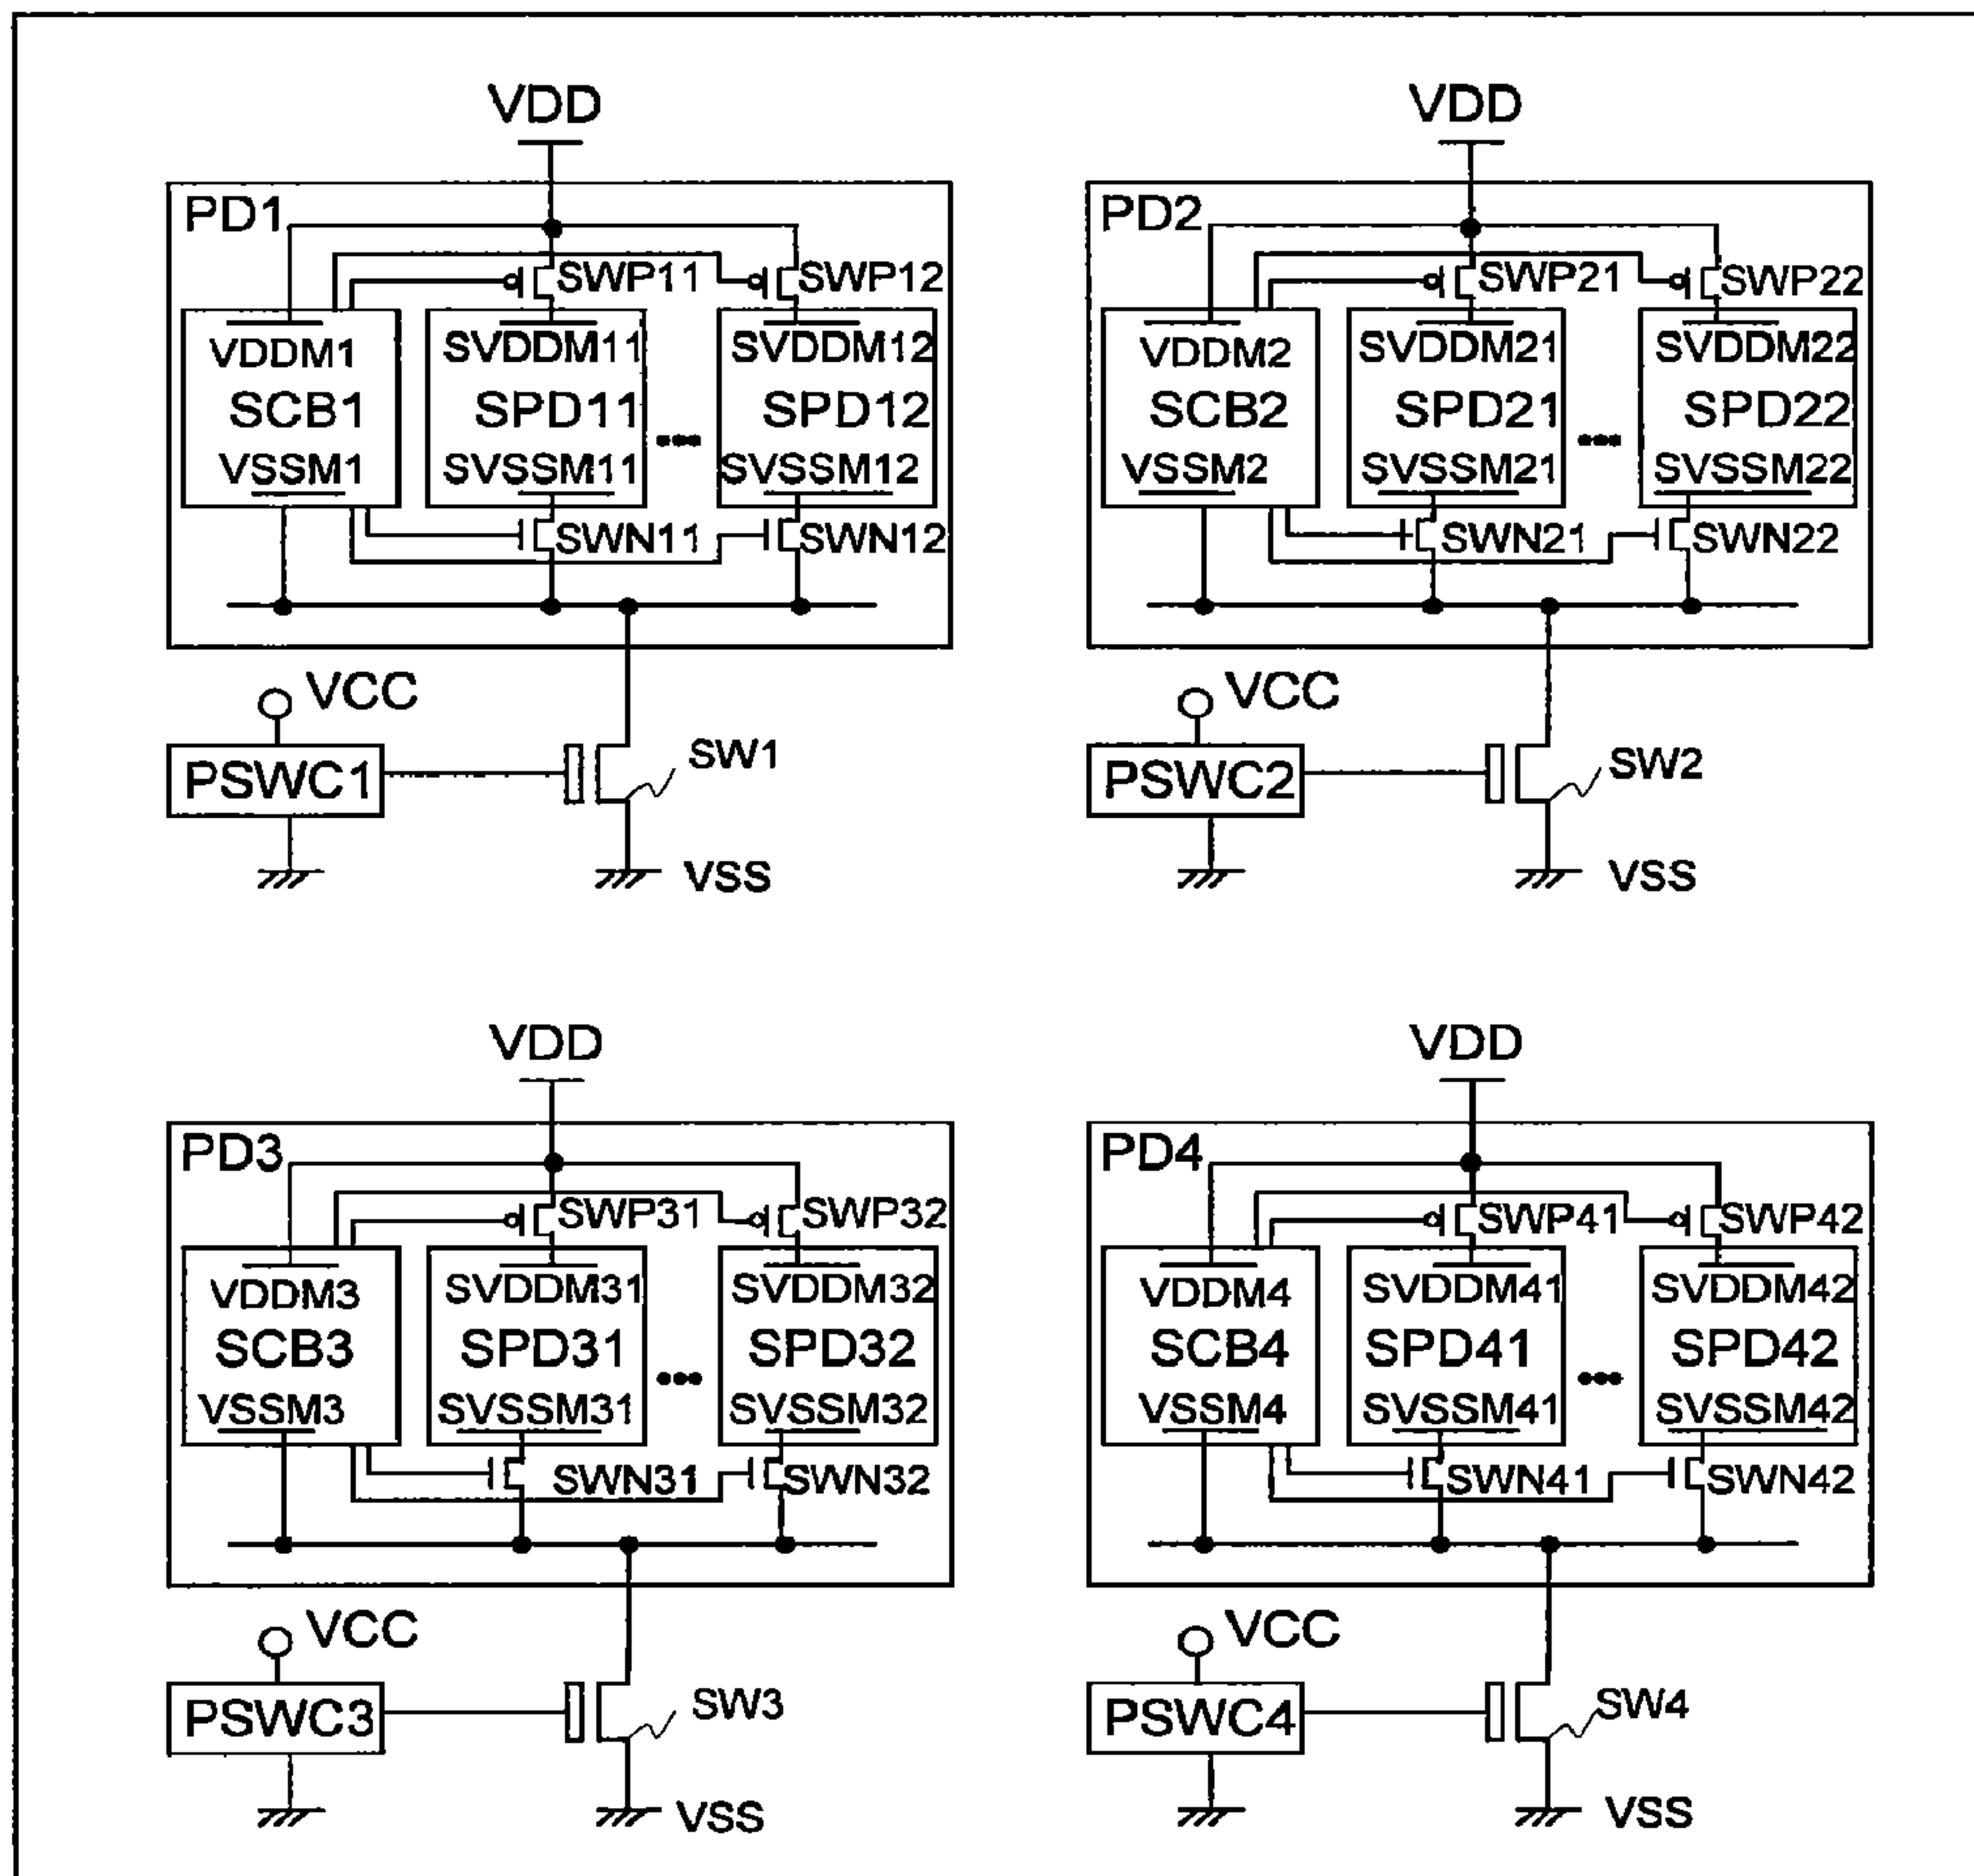 VDD
VDD
PD1
PD2
SWP11
SWP12
SWP21
SWP22
VDDM1
SVDDM11
SVDDM12
VDDM2
SVDDM21
SVDDM22
SCB1
SPD11
SPD12
SCB2
SPD21
SPD22
VSSM1
SVSSM11
SVSSM12
VSSM2
SVSSM21
SVSSM22
SWN11
SWN12
SWN21
SWN22
VCC
VCC
PSWC1
SW1
PSWC2
SW2
VSS
VSS
VDD
VDD
PD3
PD4
SWP31
SWP32
SWP41
SWP42
VDDM3
SVDDM31
SVDDM32
VDDM4
SVDDM41
SVDDM42
SCB3
SPD31
SPD32
SCB4
SPD41
SPD42
VSSM3
SVSSM31
SVSSM32
VSSM4
SVSSM41
SVSSM42
SWN31
SWN32
SWN41
SWN42
VCC
VCC
PSWC3
SW3
PSWC4
SW4
VSS
VSS